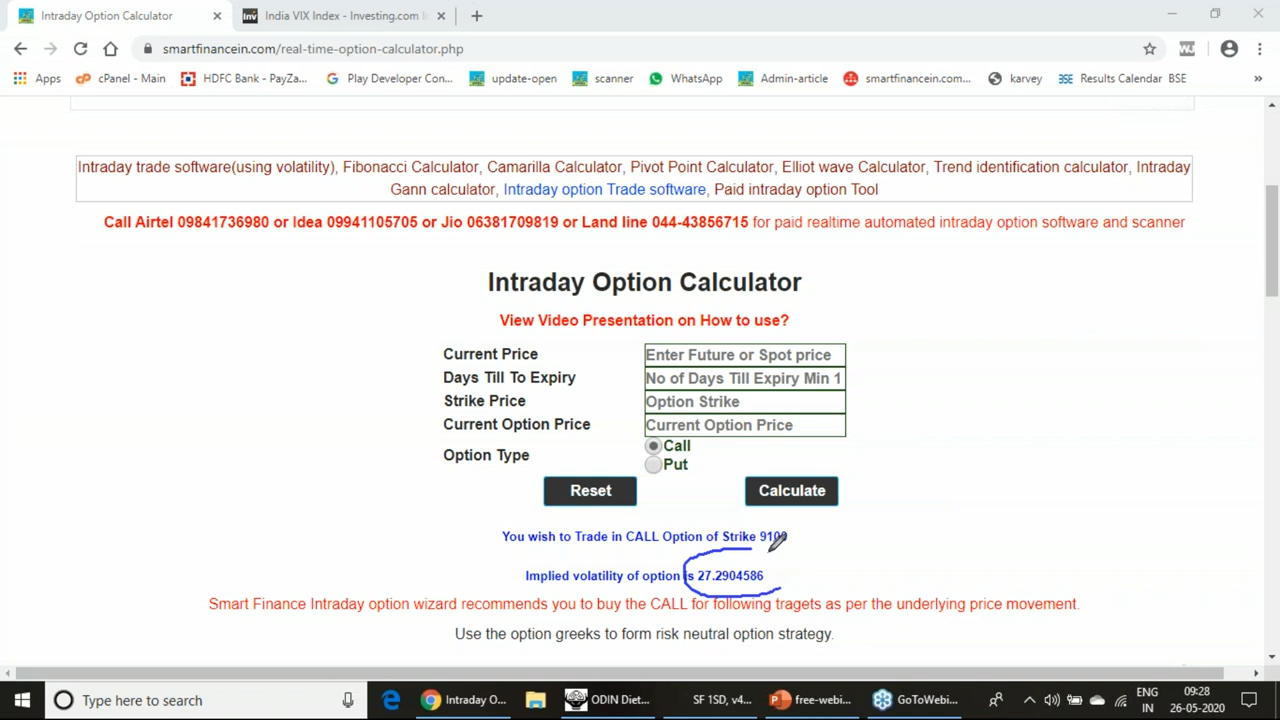 Intraday Option Calculator
India VIX Index - Investing.com I
smartfinancein.com/real-time-option-calculator.php
Apps
cPanel - Main
HDFC Bank - PayZa...
Play Developer Con...
update-open
scanner
WhatsApp
Admin-article
smartfinancein.com...
karvey
BSE Results Calendar BSE
»
Intraday trade software(using volatility), Fibonacci Calculator, Camarilla Calculator, Pivot Point Calculator, Elliot wave Calculator, Trend identification calculator, Intraday
Gann calculator, Intraday option Trade software, Paid intraday option Tool
Call Airtel 09841736980 or Idea 09941105705 or Jio 06381709819 or Land line 044-43856715 for paid realtime automated intraday option software and scanner
Intraday Option Calculator
View Video Presentation on How to use?
Current Price Enter Future or Spot price
Days Till To Expiry No of Days Till Expiry Min 1
Strike Price Option Strike
Current Option Price Current Option Price
Option Type
Call
Put
Reset Calculate
You wish to Trade in CALL Option of Strike 9100
Implied volatility of option is 27.2904586
Smart Finance Intraday option wizard recommends you to buy the CALL for following tragets as per the underlying price movement.
Use the option greeks to form risk neutral option strategy.
Type here to search
Intraday O...
ODIN Diet...
SF 1SD, v4...
free-webi...
GoToWebi...
ENG
IN
09:28
26-05-2020